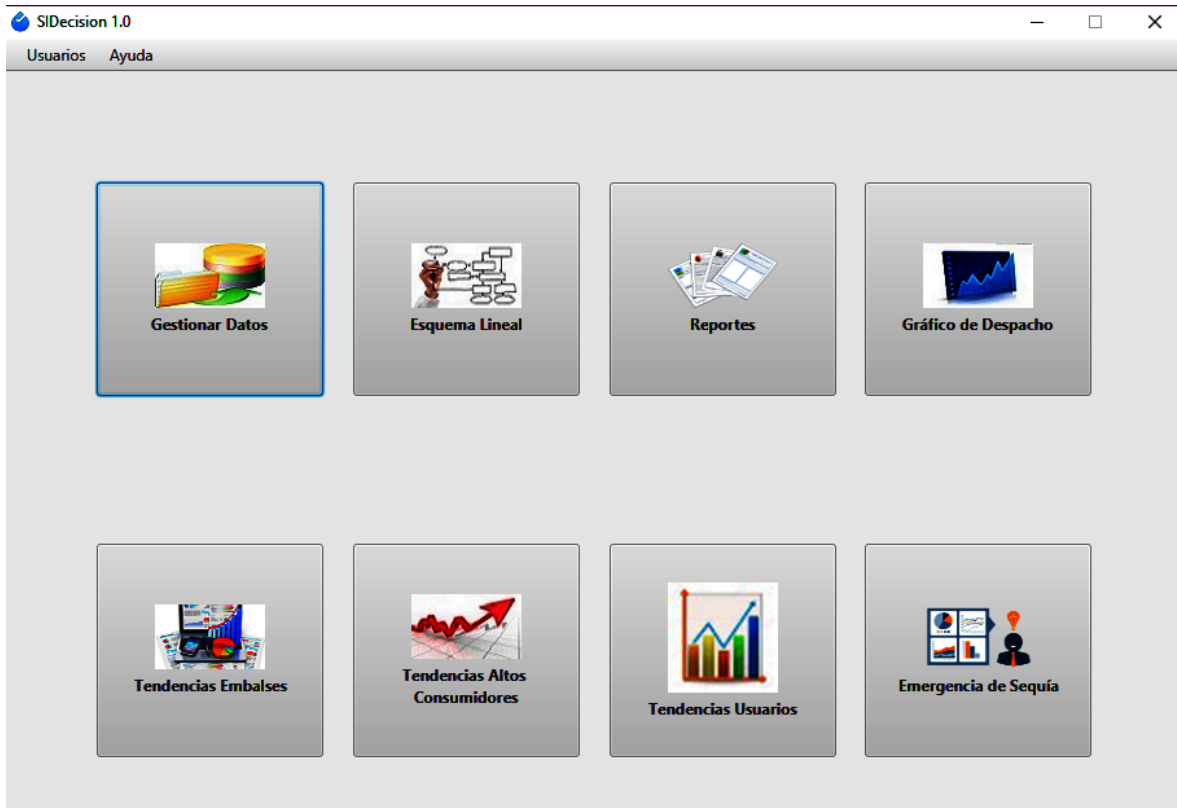 SIDecision 1.0
Usuarios Ayuda
Gestionar Datos
Esquema Lineal
Reportes
Gráfico de Despacho
Tendencias Embalses
Tendencias Altos
Consumidores
Tendencias Usuarios
Emergencia de Sequía